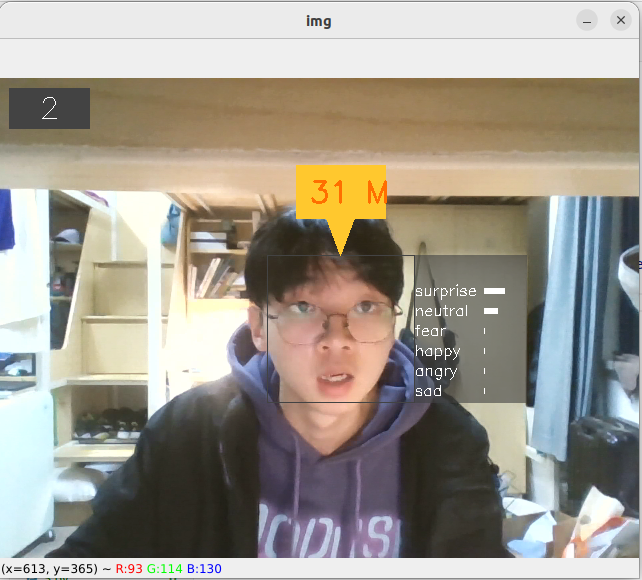 img
2
31 M
surprise
neutral
fear
happy
angry
sad
(x=613, y=365) ~ R:93 G:114 B:130